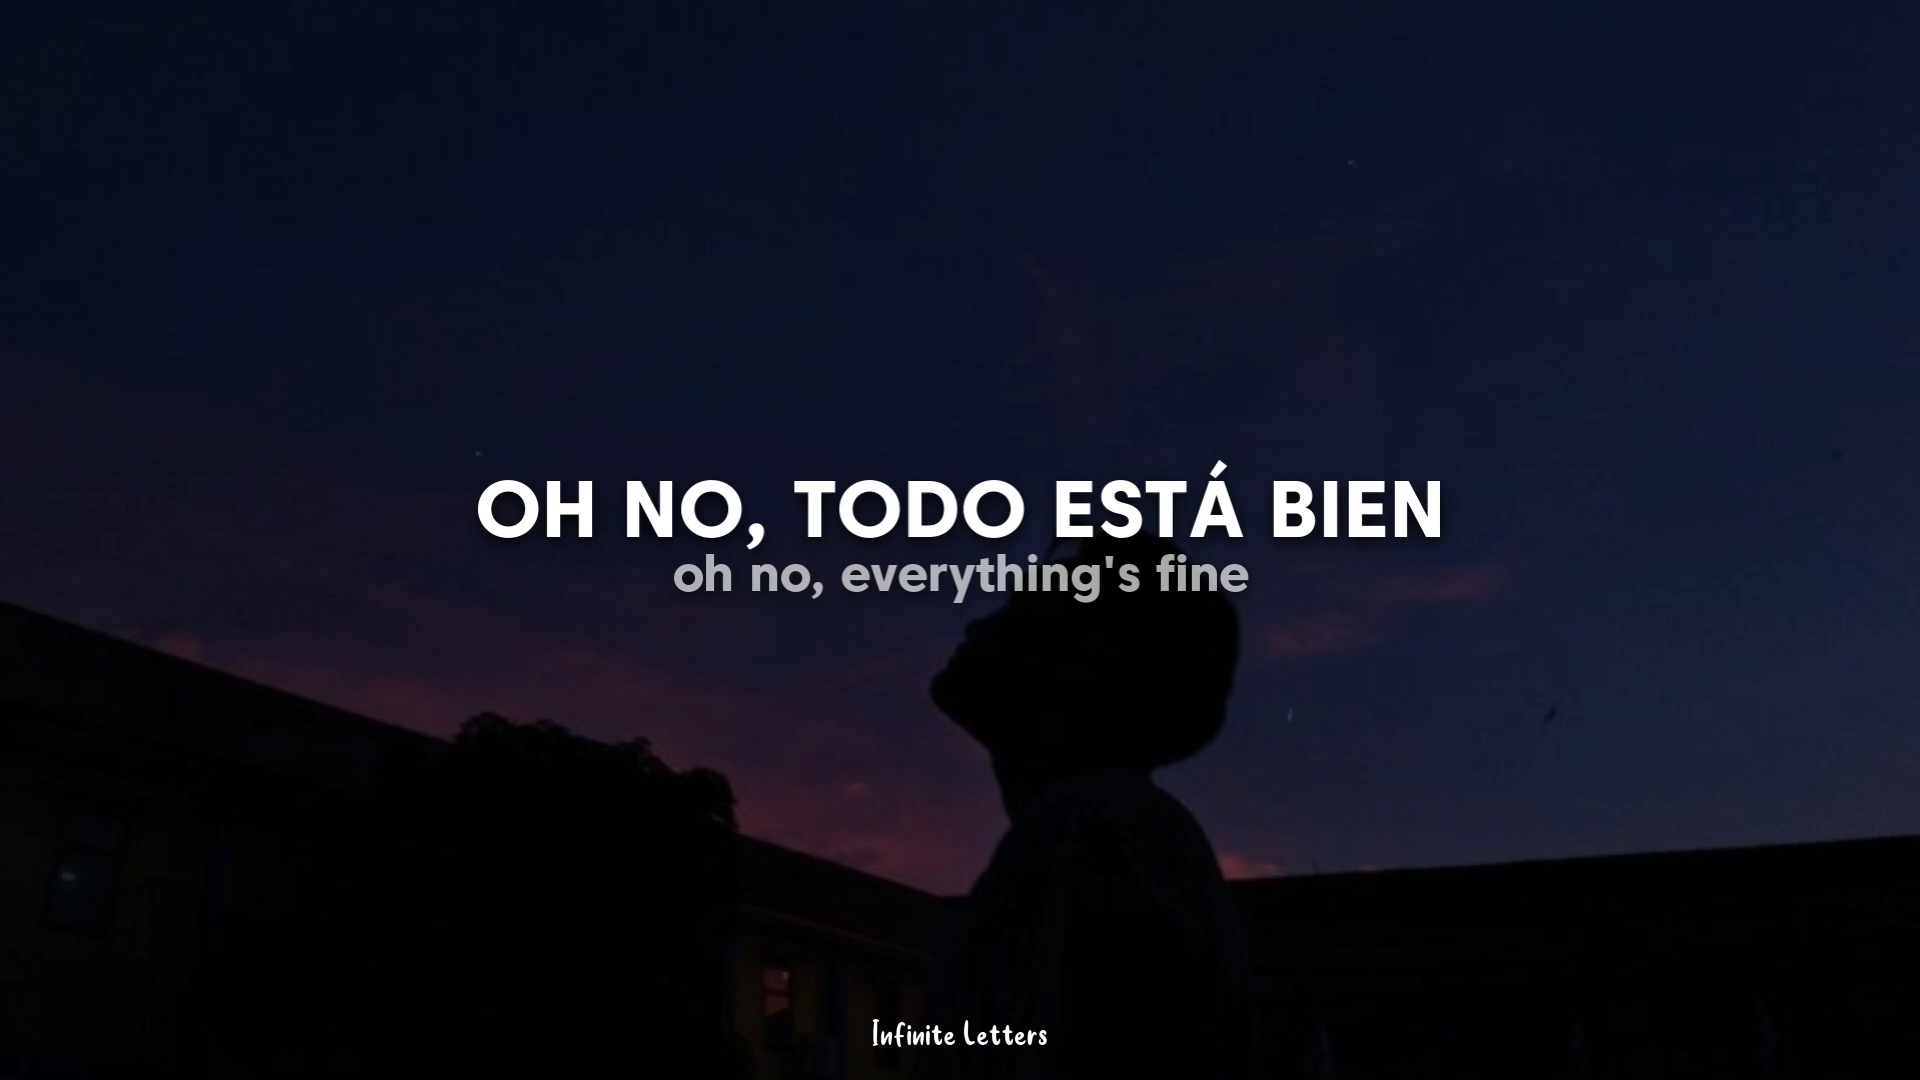 OH NO, TODO ESTÁ BIEN
oh no, everything's fine
Infinite Letters